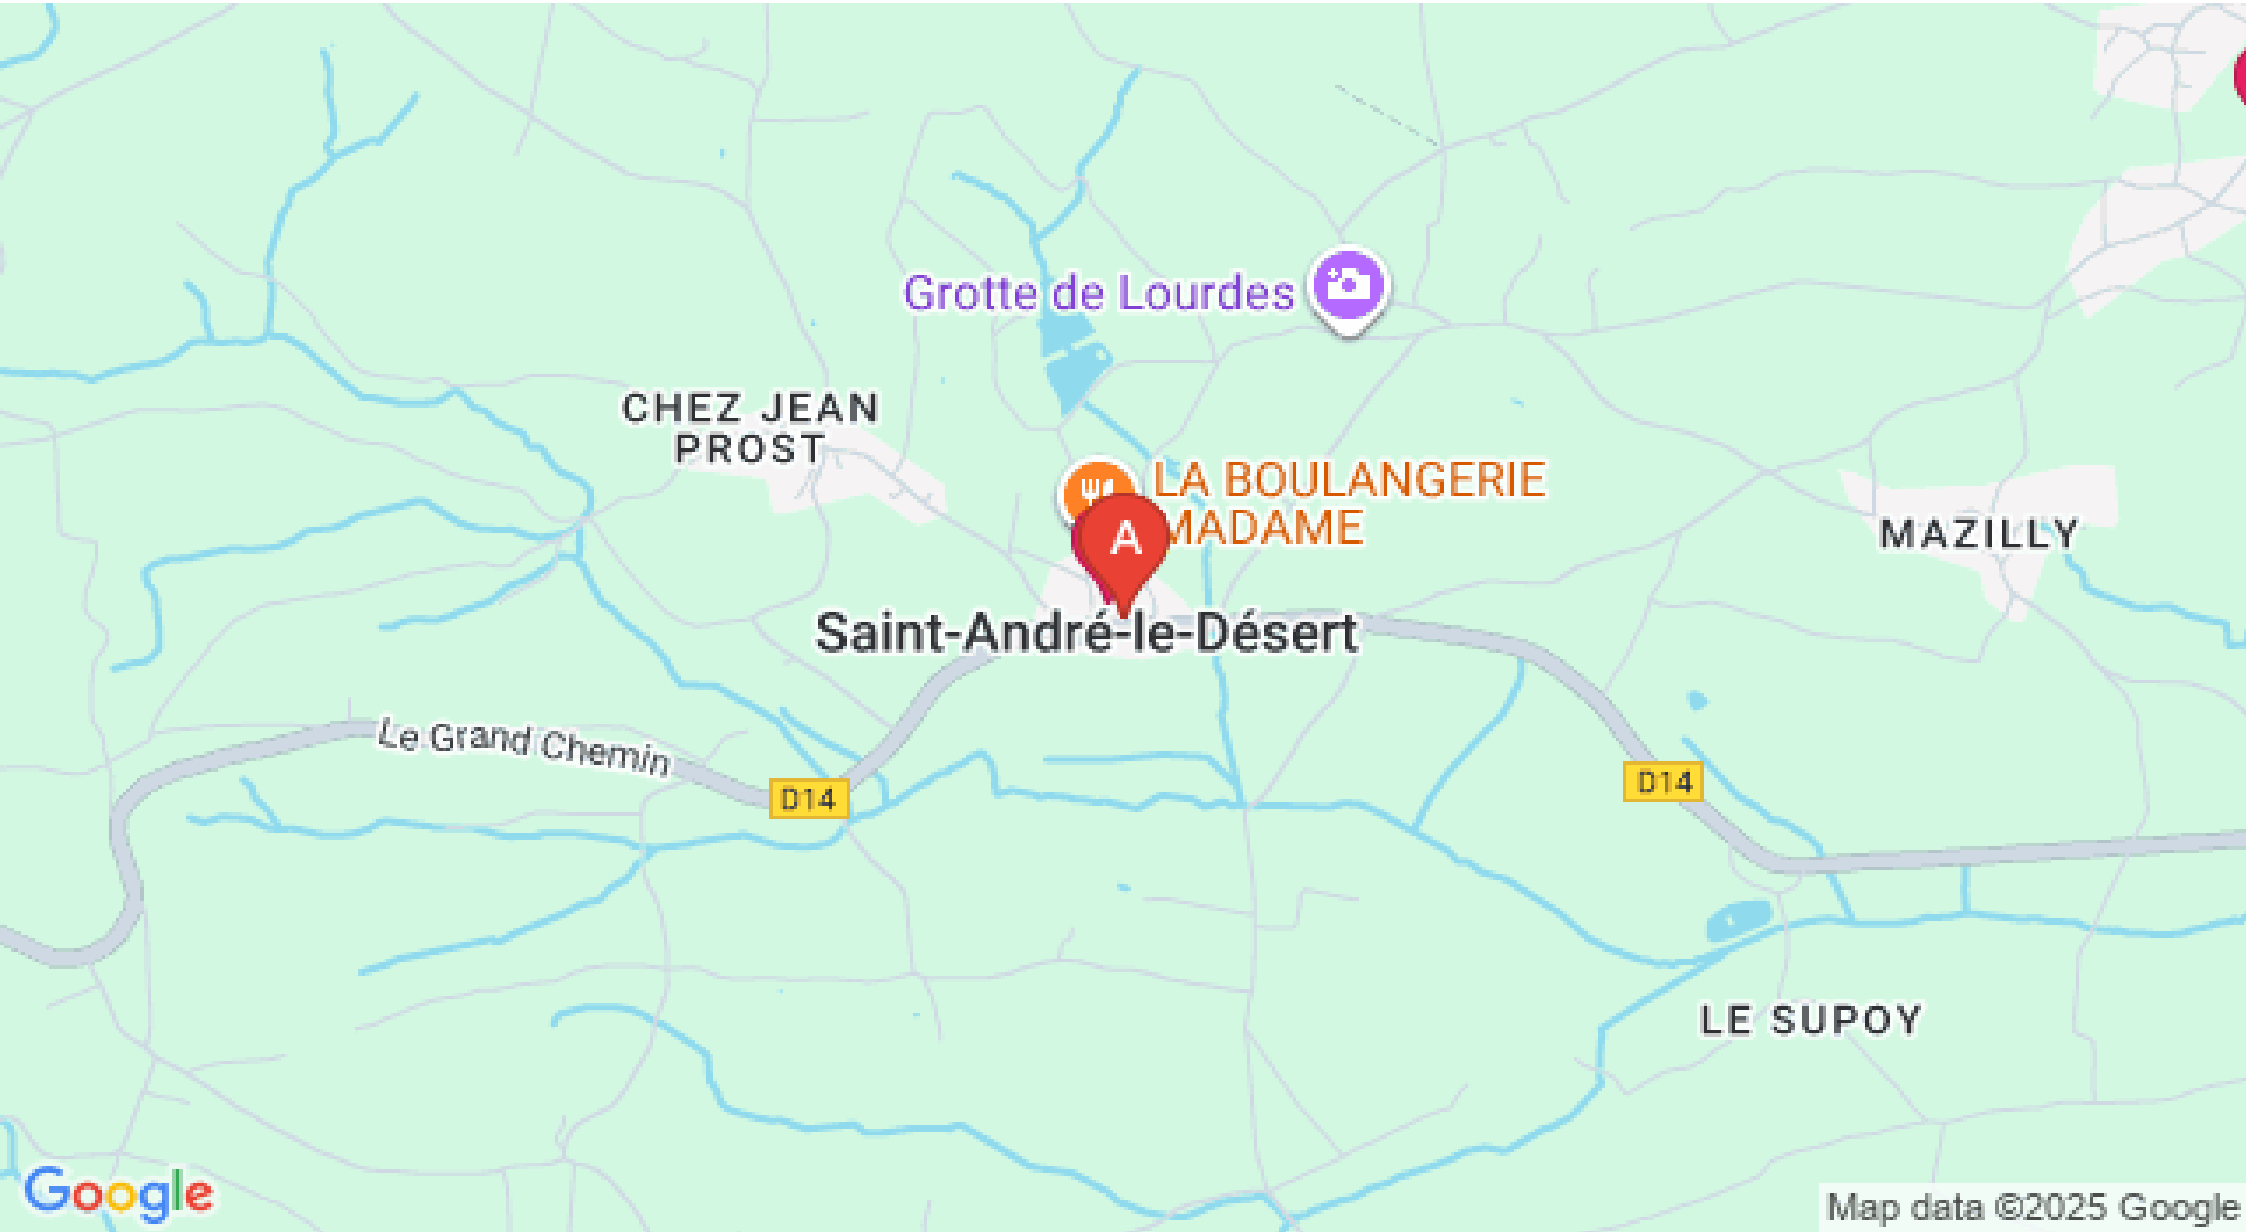 Grotte de Lourdes
CHEZ JEAN
PROST
LA BOULANGERIE
MADAME
A
MAZILLY
Saint-André-le-Désert
Le Grand Chemin
D14
D14
LE SUPOY
Google
Map data ©2025 Google